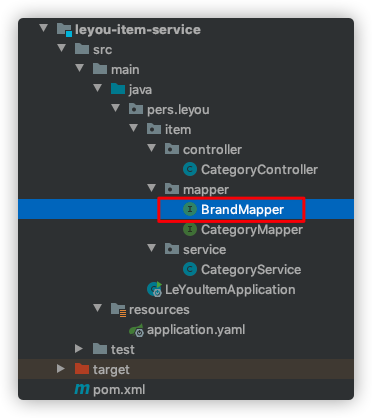 leyou-item-service
src
main
java
pers.leyou
item
controller
CategoryController
mapper
BrandMapper
CategoryMapper
service
CategoryService
LeYouItemApplication
resources
application.yaml
test
target
pom.xml